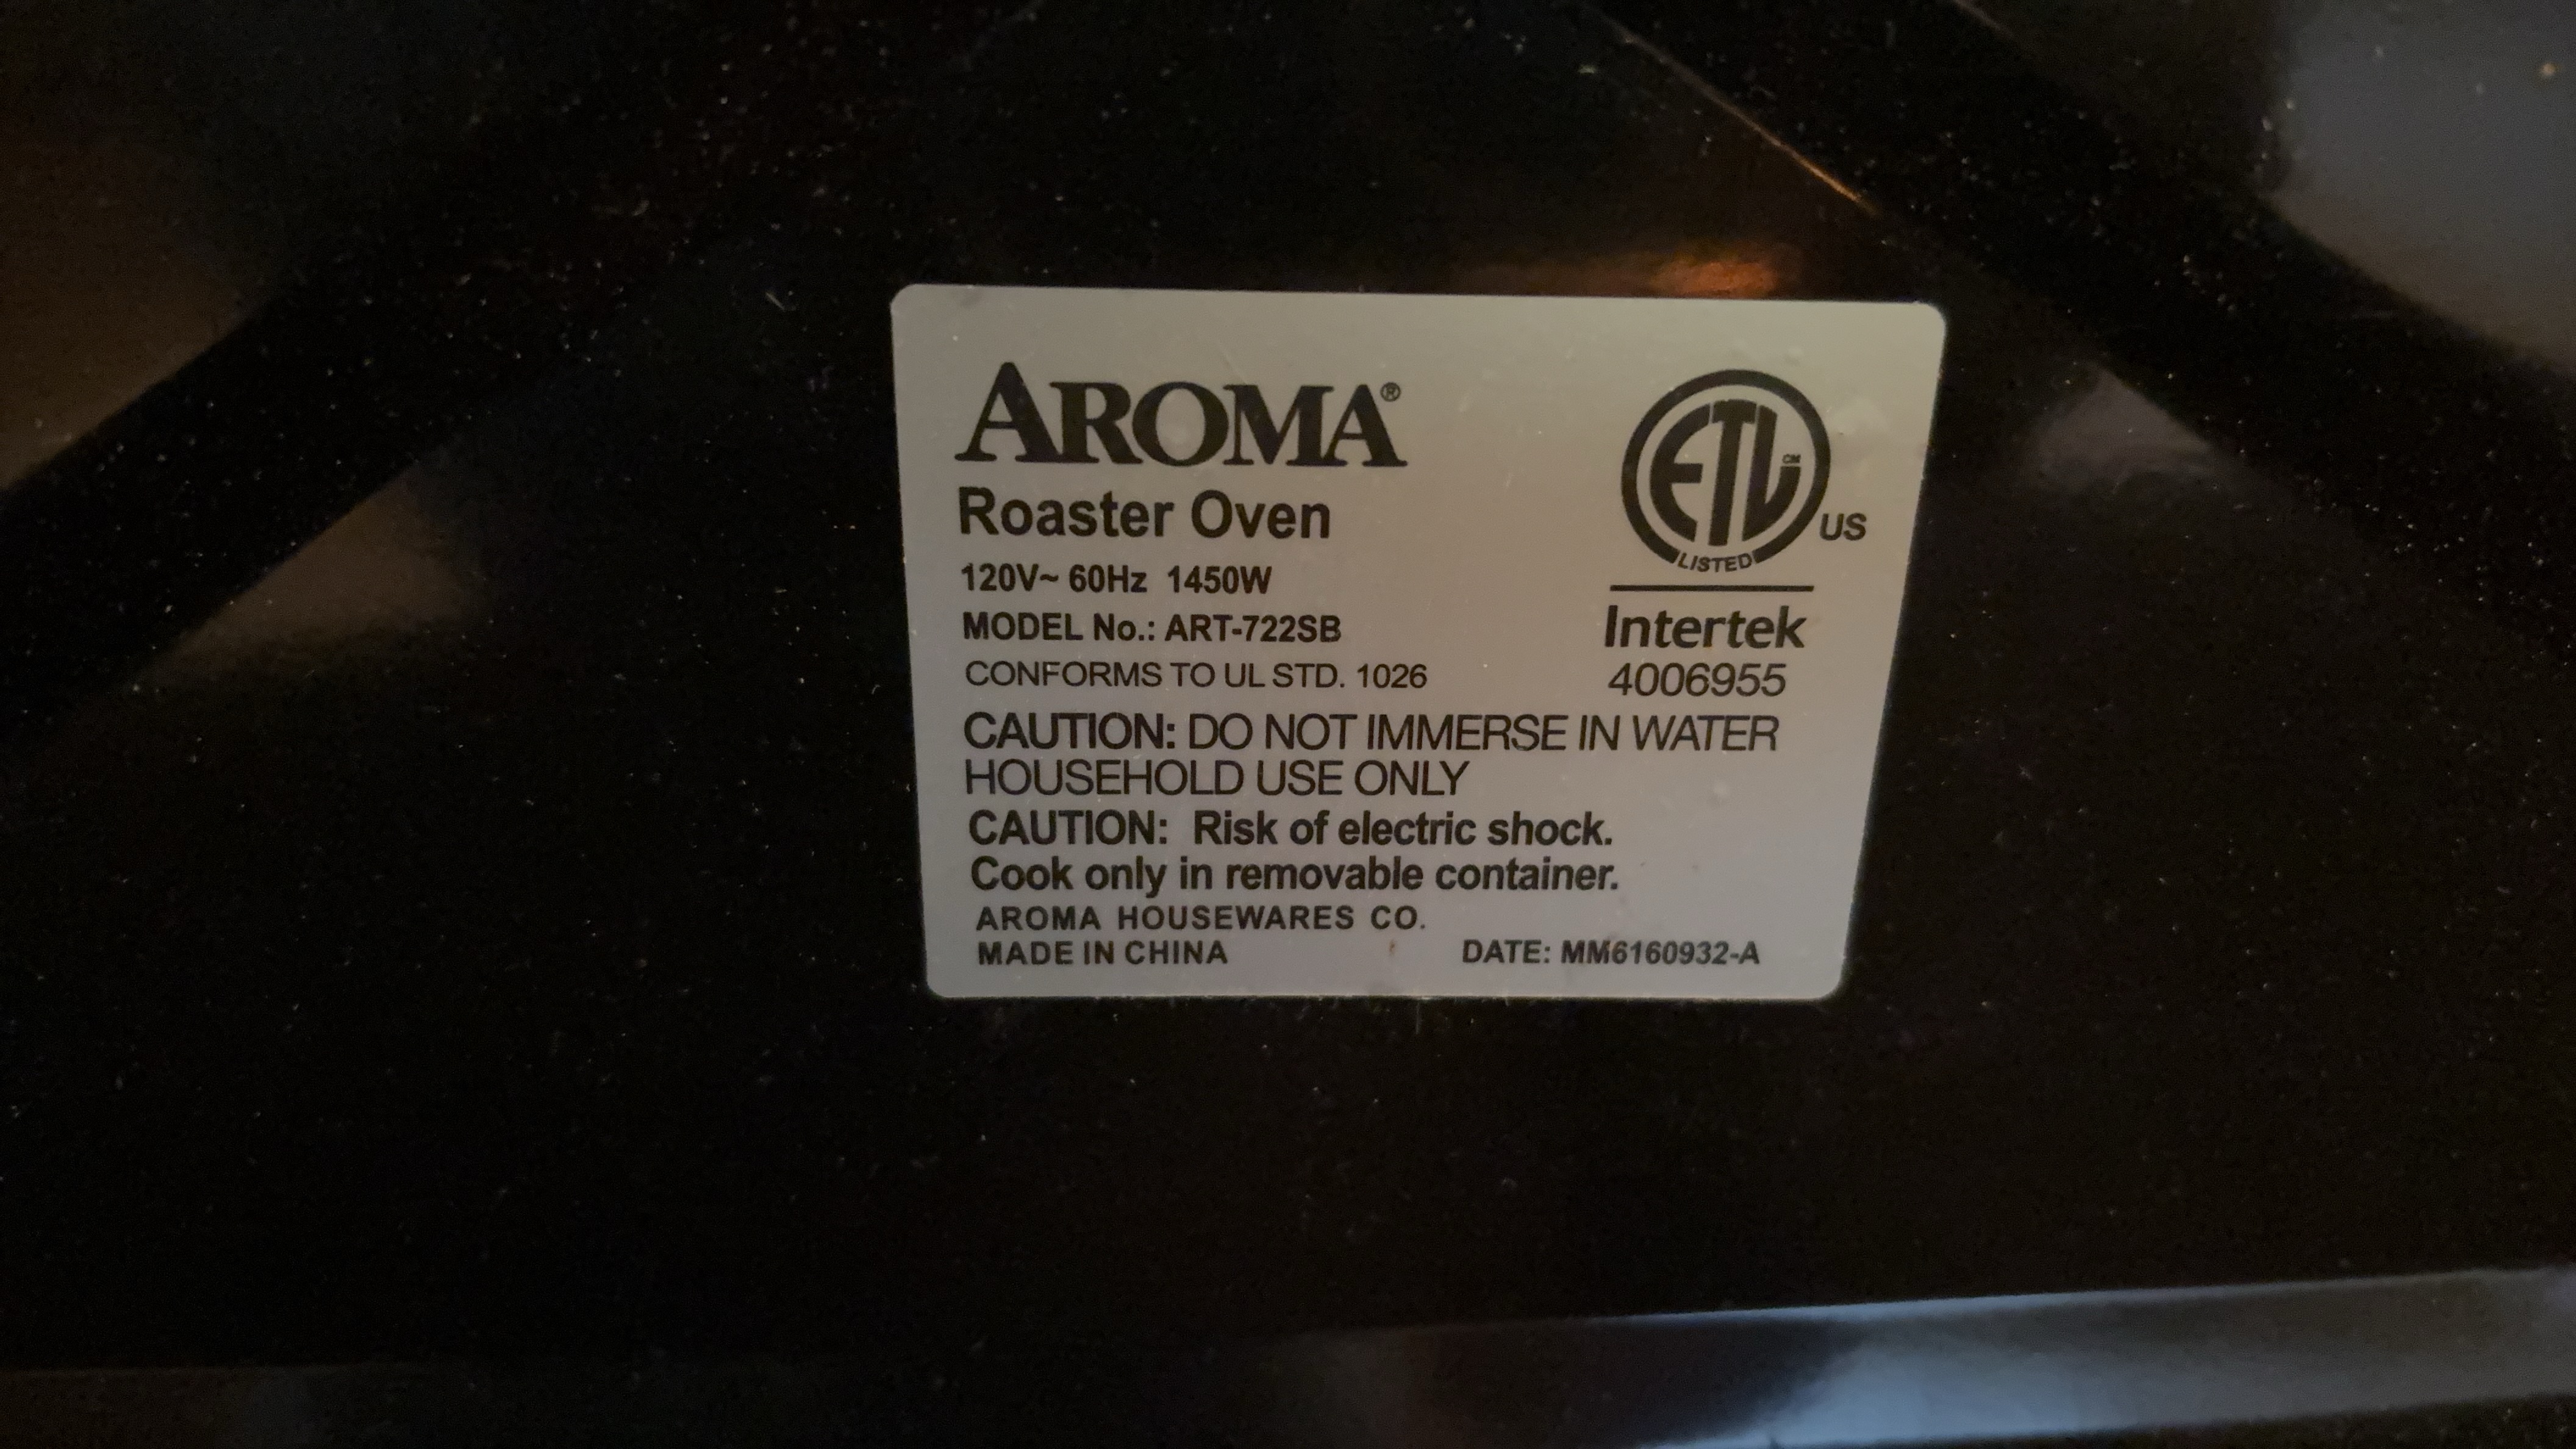 AROMA®
Roaster Oven
120V~ 60Hz 1450W
MODEL No.: ART-722SB
CONFORMS TO UL STD. 1026
ETL CM
LISTED
US
Intertek
4006955
CAUTION: DO NOT IMMERSE IN WATER
HOUSEHOLD USE ONLY
CAUTION: Risk of electric shock.
Cook only in removable container.
AROMA HOUSEWARES CO.
MADE IN CHINA
DATE: MM6160932-A